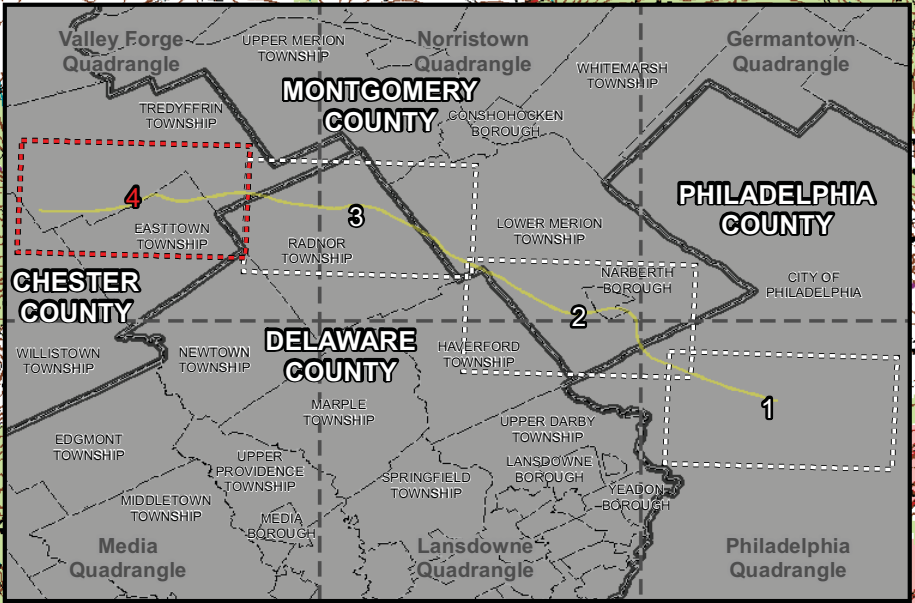 Valley Forge
Quadrangle
UPPER MERION
TOWNSHIP
Norristown
Quadrangle
Germantown
Quadrangle
WHITEMARSH
TOWNSHIP
MONTGOMERY
COUNTY
TREDYFFRIN
TOWNSHIP
CONSHOHOCKEN
BOROUGH
PHILADELPHIA
COUNTY
4
3
EASTTOWN
TOWNSHIP
RADNOR
TOWNSHIP
LOWER MERION
TOWNSHIP
CHESTER
COUNTY
NARBERTH
BOROUGH
CITY OF
PHILADELPHIA
2
DELAWARE
COUNTY
WILLISTOWN
TOWNSHIP
NEWTOWN
TOWNSHIP
HAVERFORD
TOWNSHIP
1
MARPLE
TOWNSHIP
UPPER DARBY
TOWNSHIP
EDGMONT
TOWNSHIP
UPPER
PROVIDENCE
TOWNSHIP
SPRINGFIELD
TOWNSHIP
LANSDOWNE
BOROUGH
YEADON
BOROUGH
MIDDLETOWN
TOWNSHIP
MEDIA
BOROUGH
Media
Quadrangle
Lansdowne
Quadrangle
Philadelphia
Quadrangle